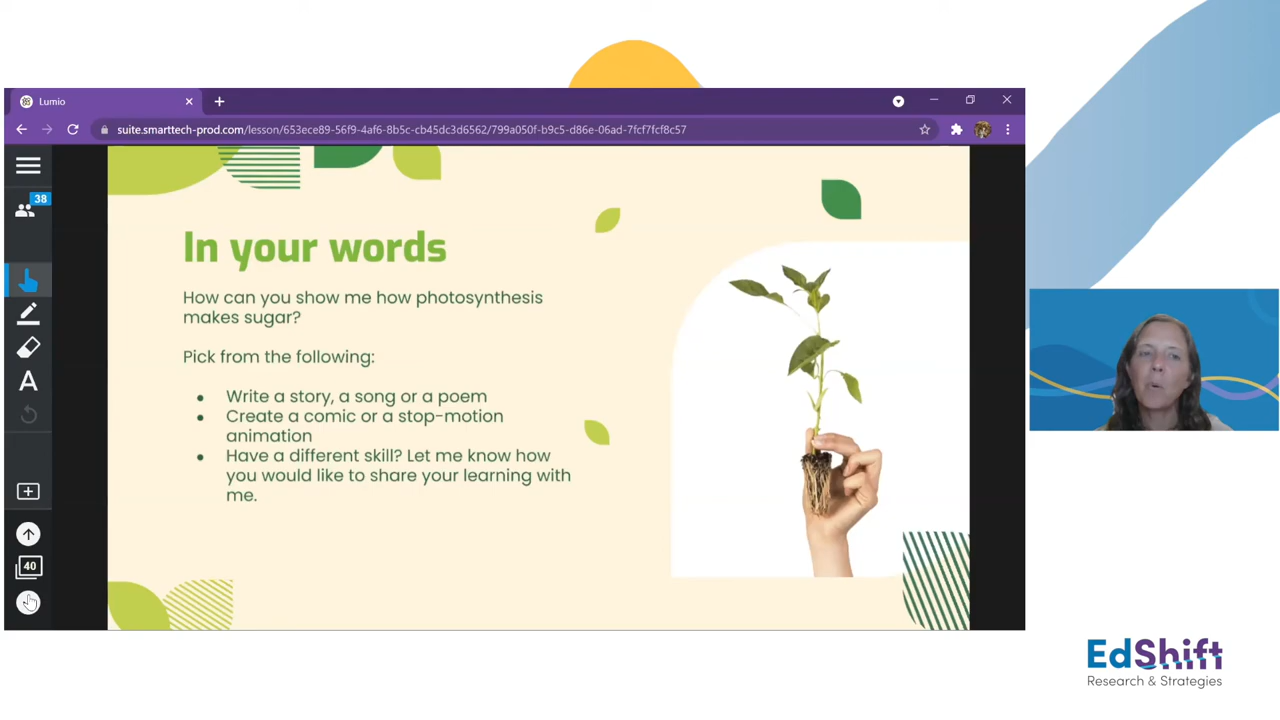 Lumio
suite.smarttech-prod.com/lesson/653ece89-56f9-4af6-8b5c-cb45dc3d6562/799a050f-b9c5-d86e-06ad-7fcf7fcf8c57
38
In your words
How can you show me how photosynthesis
makes sugar?
Pick from the following:
• Write a story, a song or a poem
• Create a comic or a stop-motion
animation
• Have a different skill? Let me know how
you would like to share your learning with
me.
A
40
EdShift
Research & Strategies